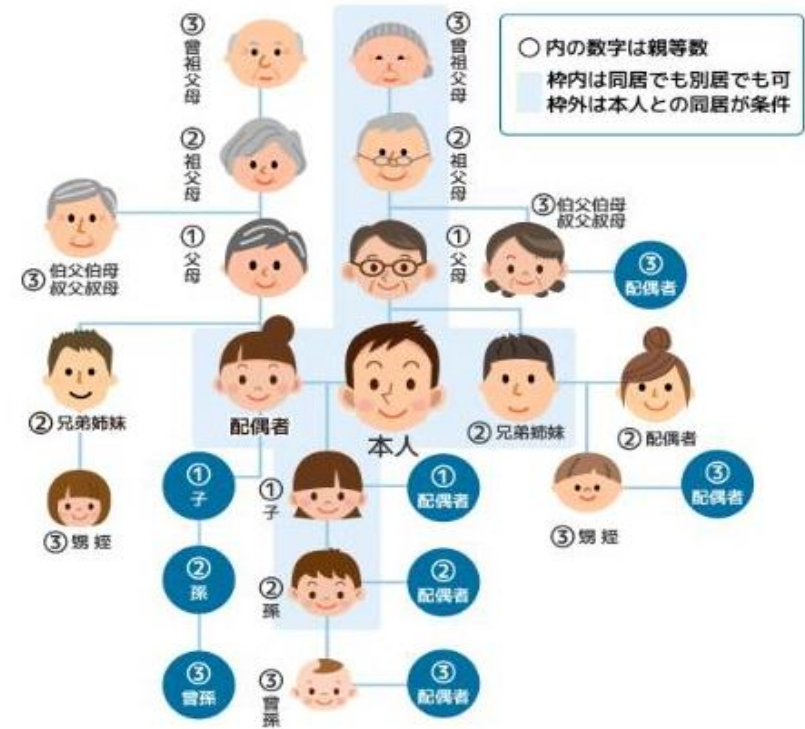 ○内の数字は親等数
枠内は同居でも別居でも可
枠外は本人との同居が条件
③曾祖父母
③曾祖父母
②祖父母
②祖父母
③伯父伯母
叔父叔母
①父母
①父母
③伯父伯母
叔父叔母
③
配偶者
②兄弟姉妹
配偶者
本人
②兄弟姉妹
②配偶者
③甥姪
①
子
①子
①
配偶者
③甥姪
③
配偶者
②
孫
②孫
②
配偶者
③
曾孫
③曾孫
③
配偶者